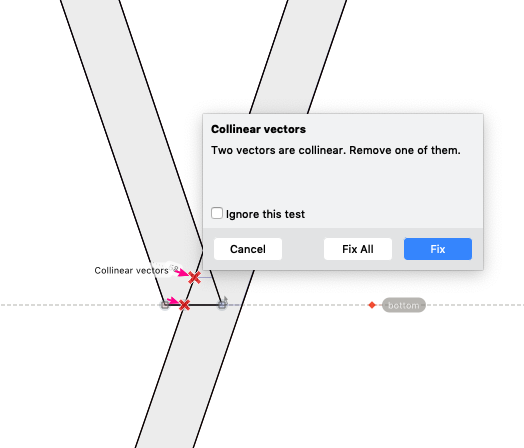 Collinear vectors
Two vectors are collinear. Remove one of them.
Ignore this test
Cancel
Fix All
Fix
Collinear vectors
bottom